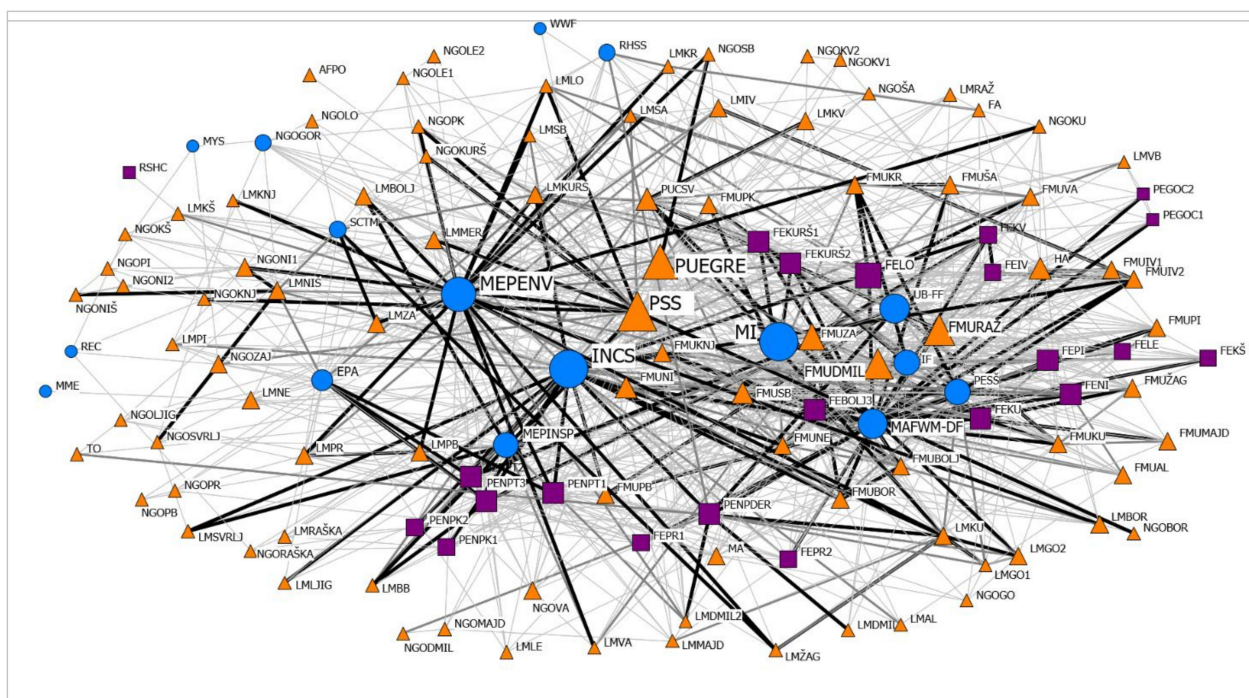 WWF
RHSS
NGOLE2
AFPO
NGOLE1
LMLO
LMKR
NGOSB
NGOKV2
NGOKV1
NGOŠA
LMRAŽ
FA
LMSA
LMIV
LMKV
NGOKU
NGOLO
NGOPK
LMSB
MYS
NGOGOR
NGOKURŠ
RSHC
LMVB
LMKNJ
LMBOLJ
LMKURŠ
PUCSV
FMUPK
FMUKR
FMUŠA
FMUVA
PEGOC2
PEGOC1
LMKŠ
SCTM
LMMER
FEKURŠ1
FEKURŠ2
FEKV
NGOKŠ
NGOPI
NGONI1
PUEGRE
FELO
FEIV
HA
FMUIV1
FMUIV2
NGONI2
LMNIŠ
MEPENV
NGONIŠ
NGOKNJ
PSS
UB-FF
LMZA
MI
FMUZA
FMURAŽ
FMUPI
LMPI
FMUKNJ
REC
NGOZAJ
INCS
IF
FEPI
FELE
FEKŠ
FMUDMIL
EPA
MME
FMUNI
FMUSB
PESŠ
FENI
FMUŽAG
LMNE
FEBOLJ3
FEKU
MAFWM-DF
NGOLJIG
NGOSVRLJ
MEPINSP
FMUNE
FMUKU
FMUMAJD
TO
LMPR
LMPB
FMUBOLJ
FMUAL
PENPT3
PENPT1
NGOPR
NGOPB
FMUPB
FMUBOR
PENPDER
PENPK2
LMBOR
NGOBOR
LMSVRLJ
LMRAŠKA
PENPK1
FEPR1
LMKU
NGORAŠKA
MA
FEPR2
LMGO2
LMGO1
LMLJIG
LMBB
NGOVA
NGOGO
LMDMIL2
LMDMIL
LMAL
NGOMAJD
NGODMIL
LMLE
LMVA
LMMAJD
LMŽAG